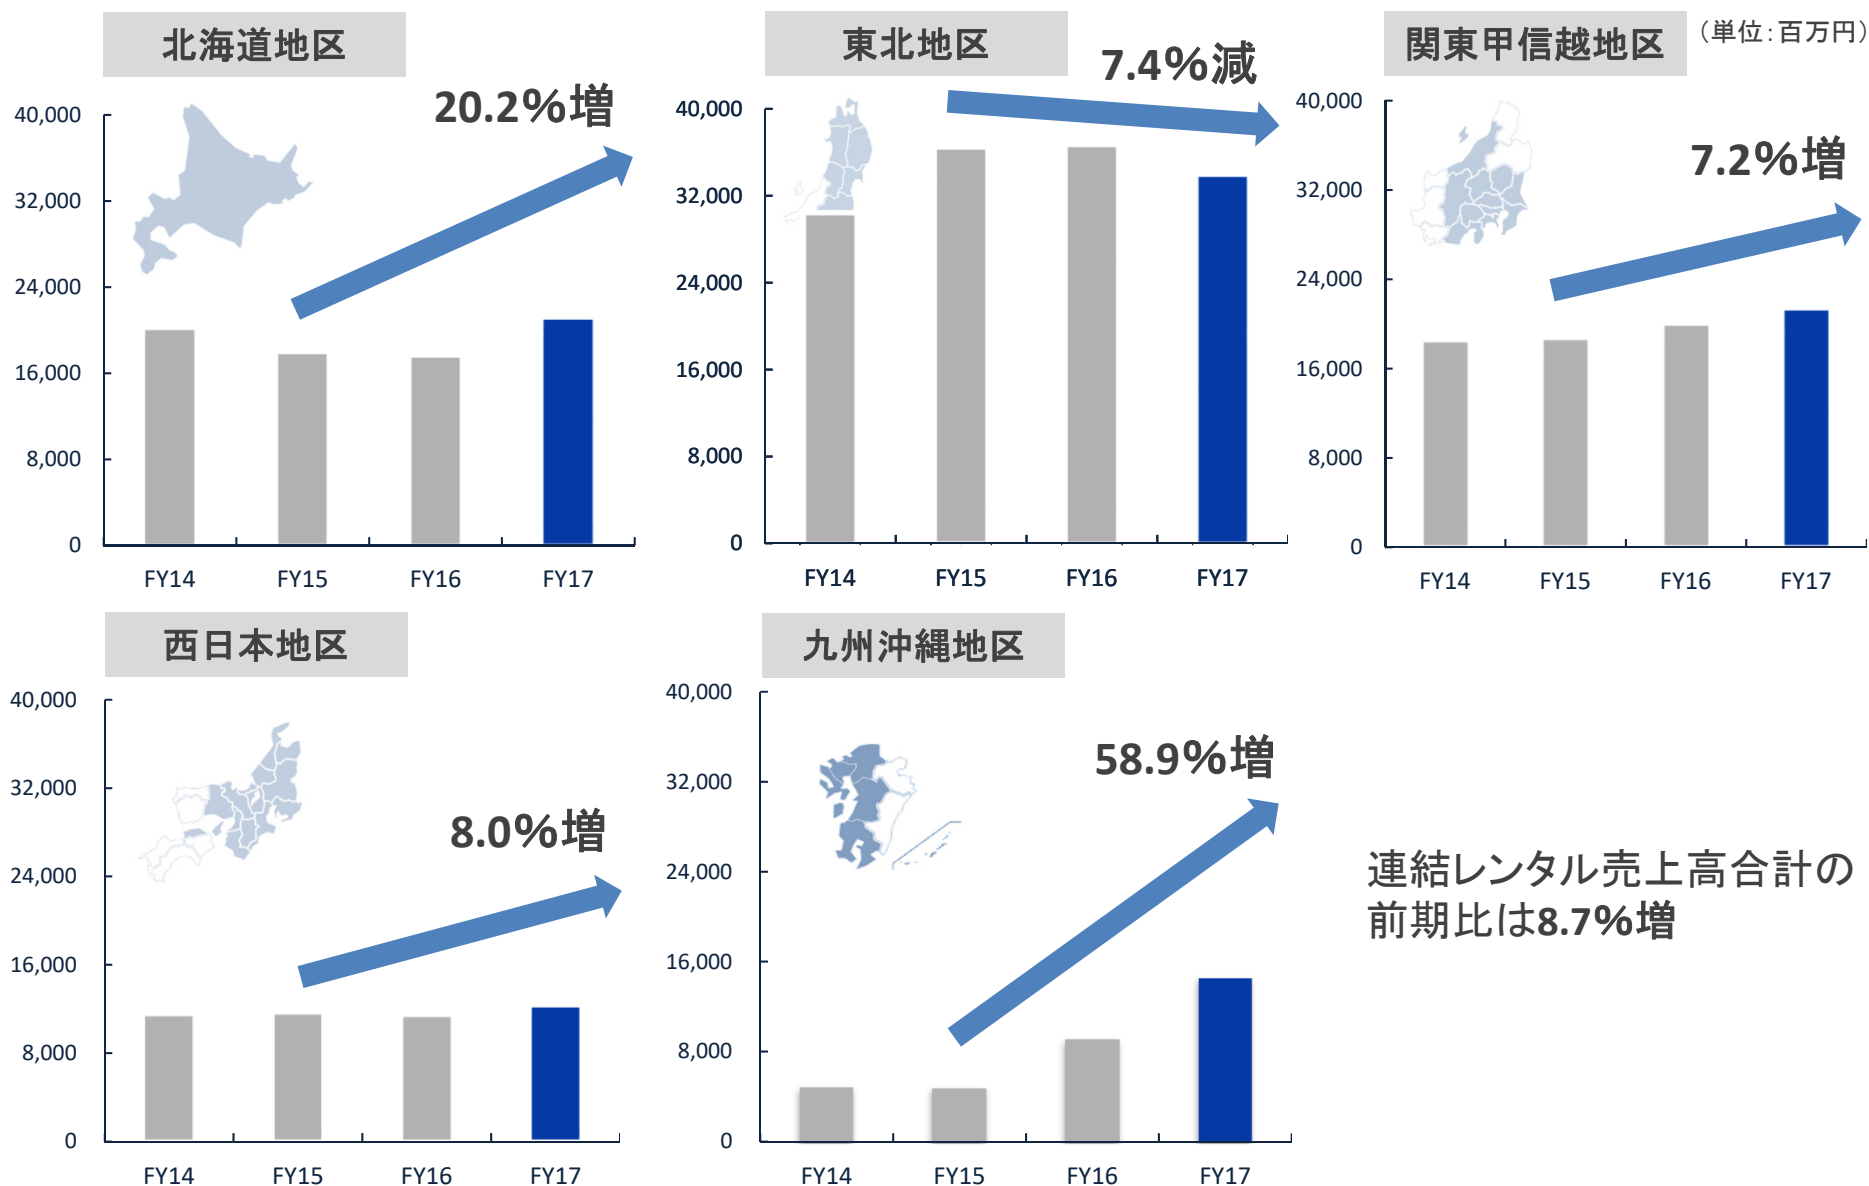 北海道地区
20.2%増
40,000
32,000
24,000
16,000
8,000
0
FY14 FY15 FY16 FY17
東北地区
7.4%減
40,000
32,000
24,000
16,000
8,000
0
FY14 FY15 FY16 FY17
関東甲信越地区
(単位:百万円)
7.2%増
40,000
32,000
24,000
16,000
8,000
0
FY14 FY15 FY16 FY17
西日本地区
8.0%増
40,000
32,000
24,000
16,000
8,000
0
FY14 FY15 FY16 FY17
九州沖縄地区
58.9%増
40,000
32,000
24,000
16,000
8,000
0
FY14 FY15 FY16 FY17
連結レンタル売上高合計の
前期比は8.7%増